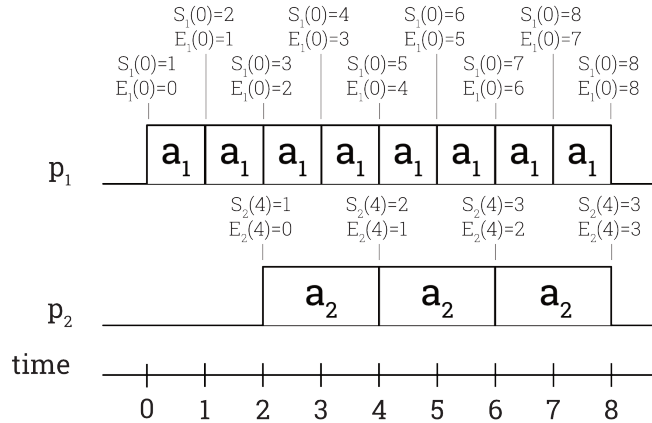 S₁(0)=2 S₁(0)=4 S₁(0)=6 S₁(0)=8
E₁(0)=1 E₁(0)=3 E₁(0)=5 E₁(0)=7
S₁(0)=1 S₁(0)=3 S₁(0)=5 S₁(0)=7 S₁(0)=8
E₁(0)=0 E₁(0)=2 E₁(0)=4 E₁(0)=6 E₁(0)=8
p₁ a₁ a₁ a₁ a₁ a₁ a₁ a₁ a₁
S₂(4)=1 S₂(4)=2 S₂(4)=3 S₂(4)=3
E₂(4)=0 E₂(4)=1 E₂(4)=2 E₂(4)=3
p₂ a₂ a₂ a₂
time
0 1 2 3 4 5 6 7 8